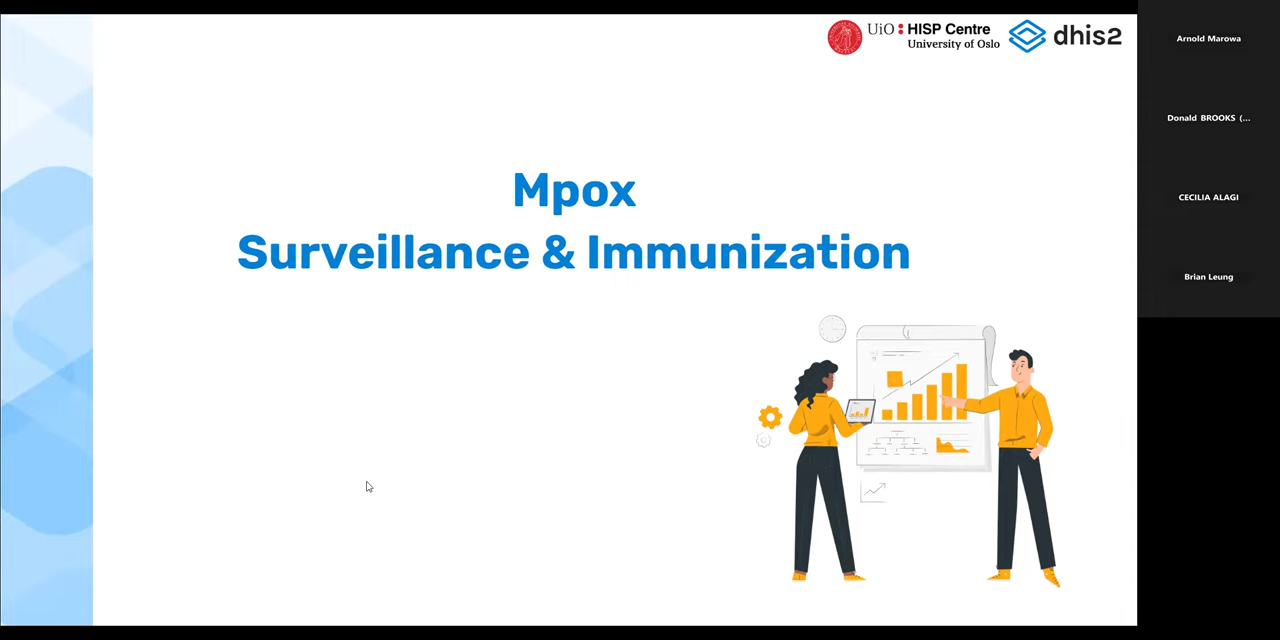 UiO : HISP Centre
University of Oslo
dhis2
Mpox
Surveillance & Immunization
Arnold Marowa
Donald BROOKS (...
CECILIA ALAGI
Brian Leung